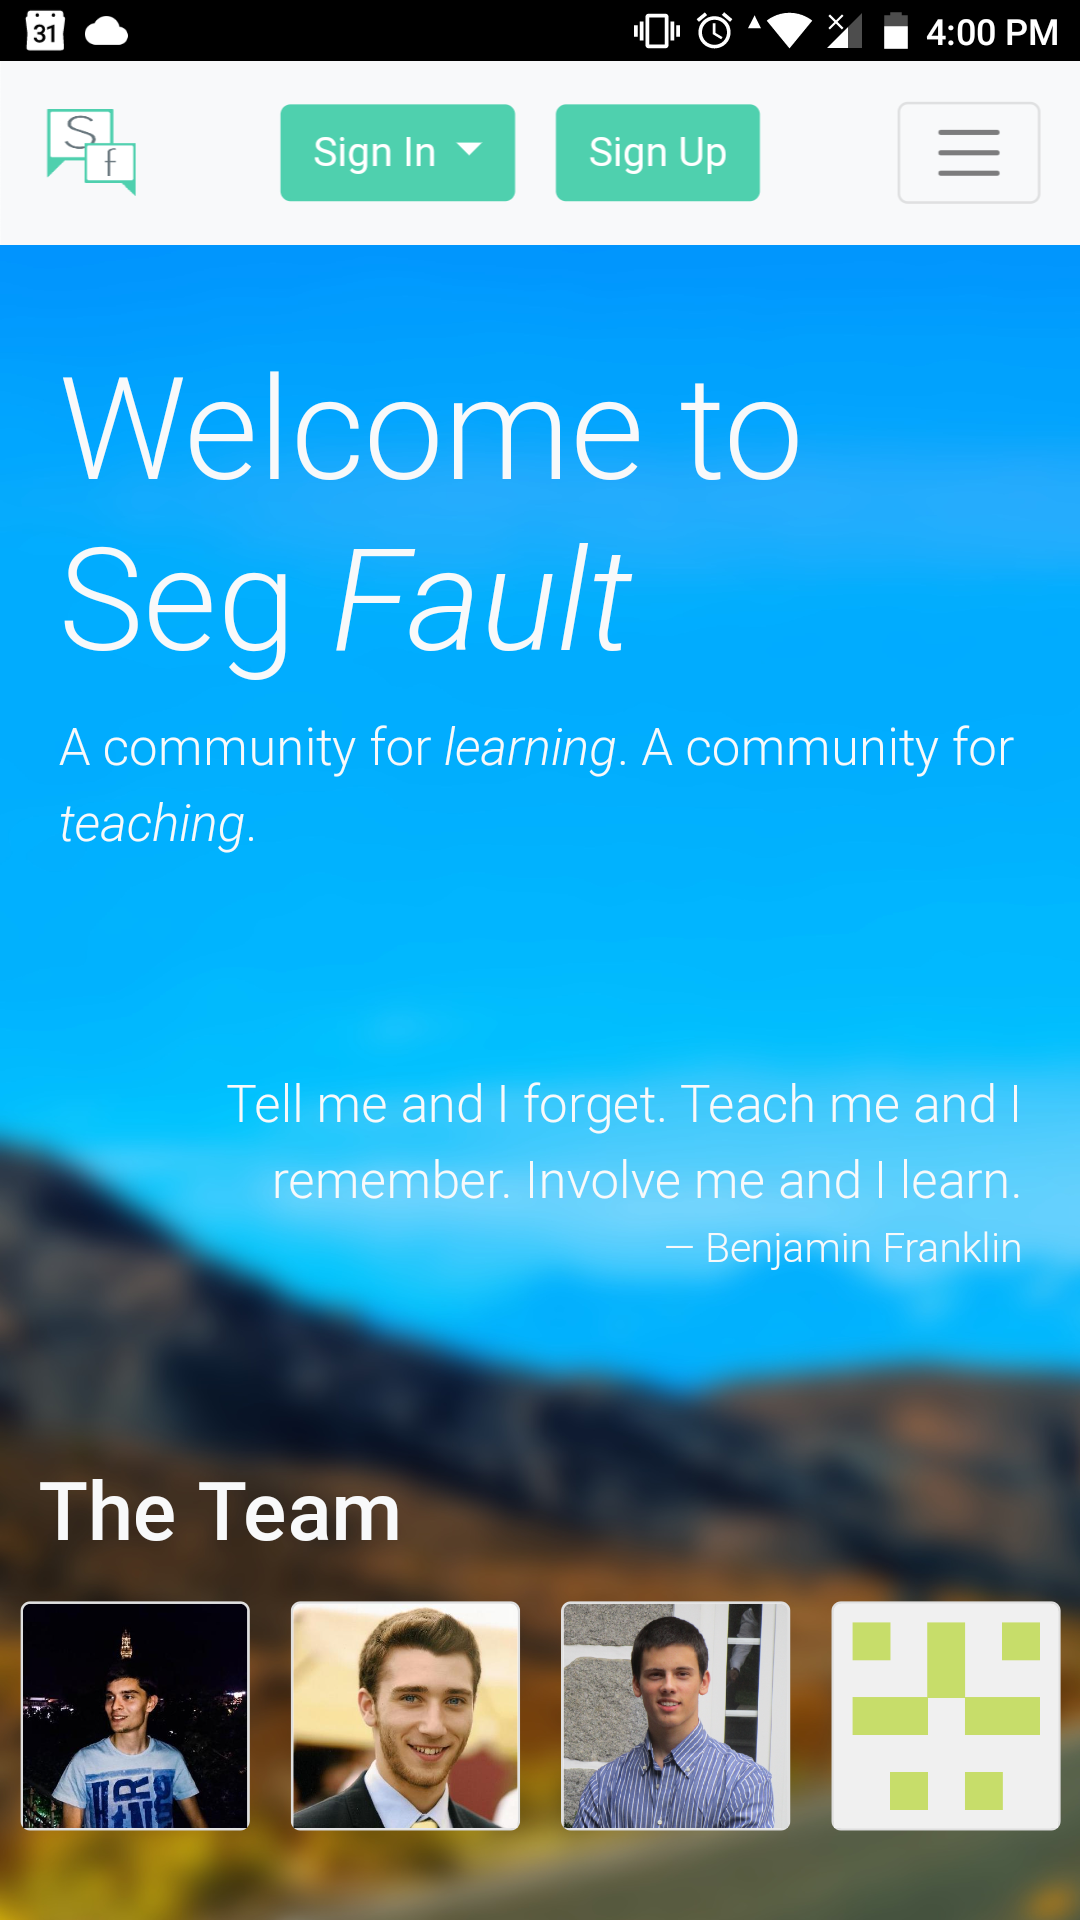 31 4:00 PM
S f Sign In Sign Up
Welcome to
Seg Fault
A community for learning. A community for
teaching.
Tell me and I forget. Teach me and I
remember. Involve me and I learn.
— Benjamin Franklin
The Team